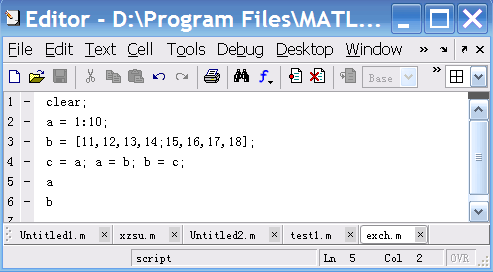 Editor - D:\Program Files\MATL...
File Edit Text Cell Tools Debug Desktop Window
Base
1 - clear;
2 - a = 1:10;
3 - b = [11,12,13,14;15,16,17,18];
4 - c = a; a = b; b = c;
5 - a
6 - b
7
Untitled1.m xzsu.m Untitled2.m test1.m exch.m
script Ln 5 Col 2 OVR